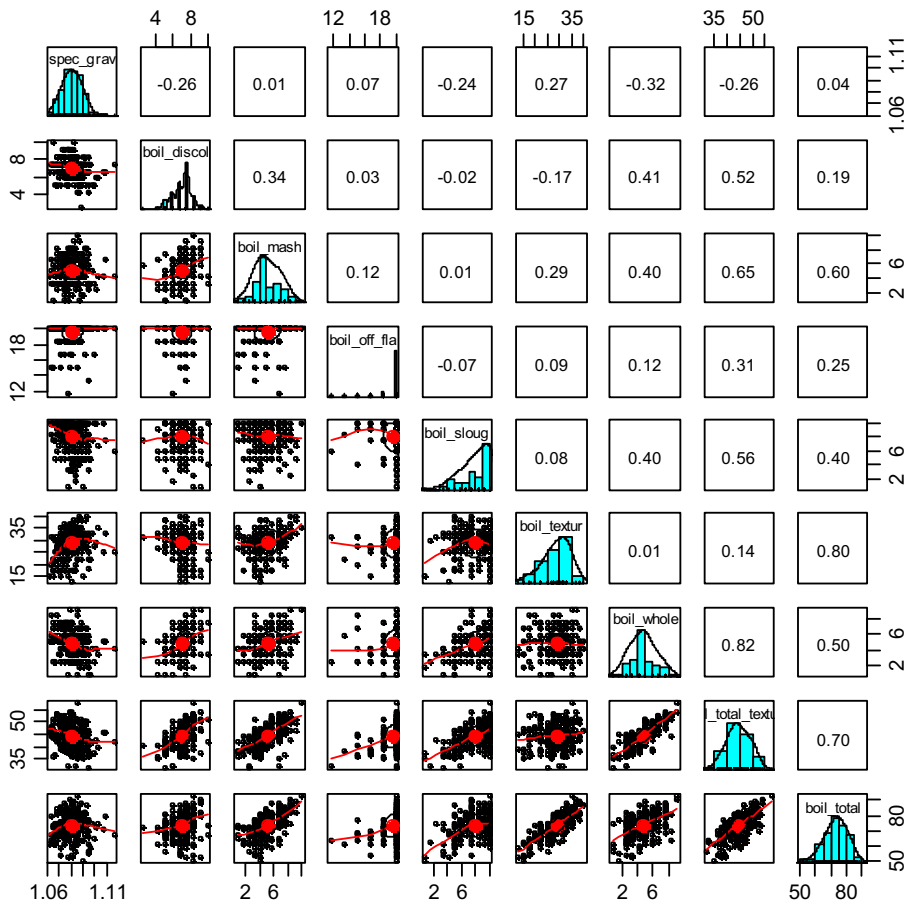 4 8 12 18 15 35 35 50
spec_grav -0.26 0.01 0.07 -0.24 0.27 -0.32 -0.26 0.04 1.06 1.11
4 8 boil_discol 0.34 0.03 -0.02 -0.17 0.41 0.52 0.19
boil_mash 0.12 0.01 0.29 0.40 0.65 0.60 2 6
12 18 boil_off_fla -0.07 0.09 0.12 0.31 0.25
boil_sloug 0.08 0.40 0.56 0.40 2 6
15 35 boil_textur 0.01 0.14 0.80
boil_whole 0.82 0.50 2 6
35 50 l_total_textu 0.70
boil_total 50 80
1.06 1.11 2 6 2 6 2 6 50 80